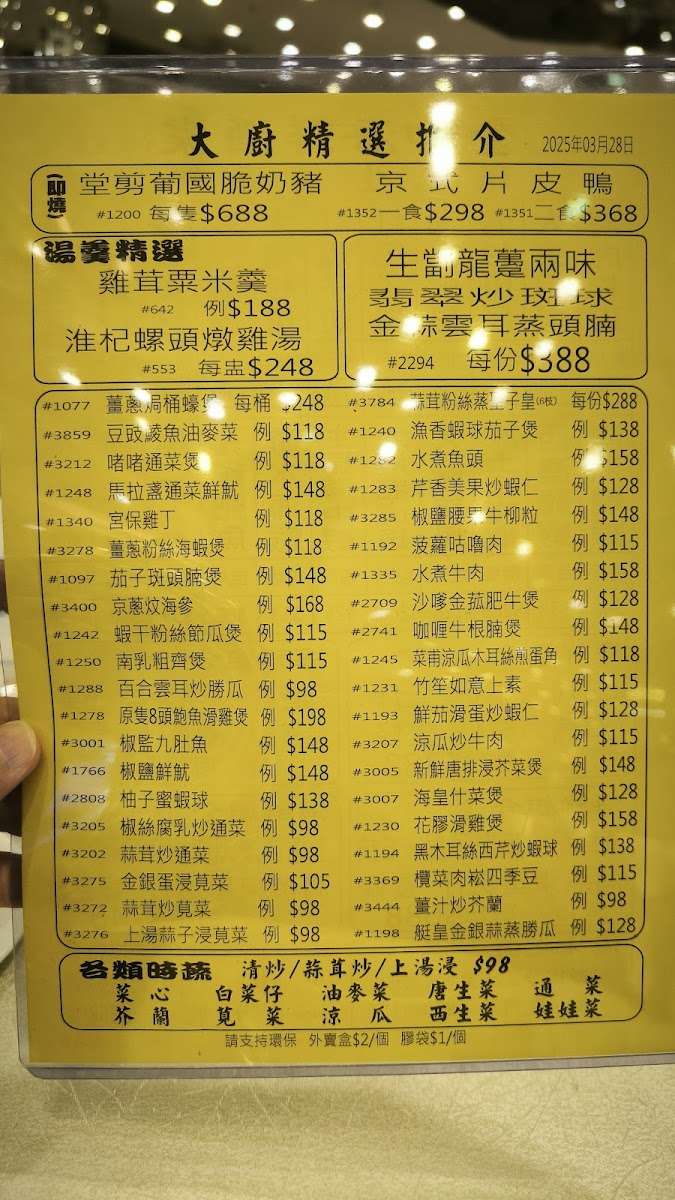 大廚精選推介 2025年03月28日
(即燒)
堂剪葡國脆奶豬 京式片皮鴨
#1200 每隻$688 #1352一食$298 #1351二食$368
湯羹精選
雞茸粟米羹
#642 例$188
淮杞螺頭燉雞湯
#553 每盅$248
生劏龍躉兩味
翡翠炒斑球
金蒜雲耳蒸頭腩
#2294 每份$388
#1077 薑蔥焗桶蠔煲 每桶 $248
#3859 豆豉鯪魚油麥菜 例 $118
#3212 啫啫通菜煲 例 $118
#1248 馬拉盞通菜鮮魷 例 $148
#1340 宮保雞丁 例 $118
#3278 薑蔥粉絲海蝦煲 例 $118
#1097 茄子斑頭腩煲 例 $148
#3400 京蔥炆海參 例 $168
#1242 蝦干粉絲節瓜煲 例 $115
#1250 南乳粗齋煲 例 $115
#1288 百合雲耳炒勝瓜 例 $98
#1278 原隻8頭鮑魚滑雞煲 例 $198
#3001 椒監九肚魚 例 $148
#1766 椒鹽鮮魷 例 $148
#2808 柚子蜜蝦球 例 $138
#3205 椒絲腐乳炒通菜 例 $98
#3202 蒜茸炒通菜 例 $98
#3275 金銀蛋浸莧菜 例 $105
#3272 蒜茸炒莧菜 例 $98
#3276 上湯蒜子浸莧菜 例 $98
#3784 蒜茸粉絲蒸聖子皇(6枝) 每份$288
#1240 漁香蝦球茄子煲 例 $138
#1282 水煮魚頭 例 $158
#1283 芹香美果炒蝦仁 例 $128
#3285 椒鹽腰果牛柳粒 例 $148
#1192 菠蘿咕嚕肉 例 $115
#1335 水煮牛肉 例 $158
#2709 沙嗲金菰肥牛煲 例 $128
#2741 咖喱牛根腩煲 例 $148
#1245 菜甫涼瓜木耳絲煎蛋角 例 $118
#1231 竹笙如意上素 例 $115
#1193 鮮茄滑蛋炒蝦仁 例 $128
#3207 涼瓜炒牛肉 例 $115
#3005 新鮮唐排浸芥菜煲 例 $148
#3007 海皇什菜煲 例 $128
#1230 花膠滑雞煲 例 $158
#1194 黑木耳絲西芹炒蝦球 例 $138
#3369 欖菜肉崧四季豆 例 $115
#3444 薑汁炒芥蘭 例 $98
#1198 艇皇金銀蒜蒸勝瓜 例 $128
各類時蔬 清炒/蒜茸炒/上湯浸 $98
菜心 白菜仔 油麥菜 唐生菜 通菜
芥蘭 莧菜 涼瓜 西生菜 娃娃菜
請支持環保 外賣盒$2/個 膠袋$1/個